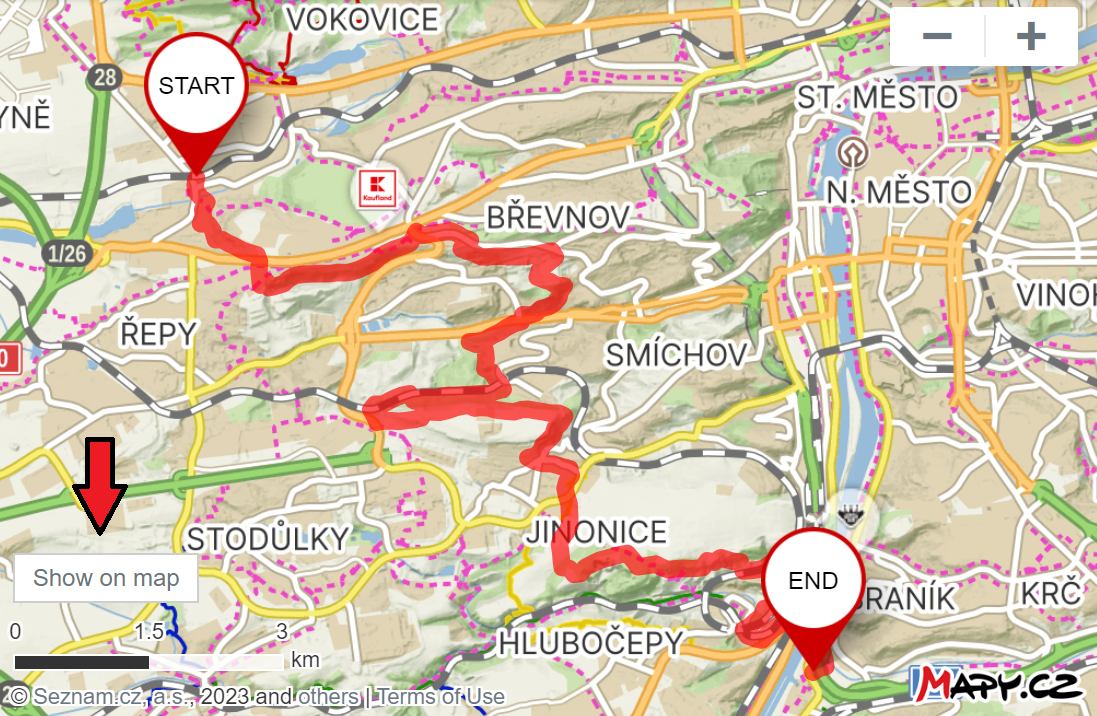 VOKOVICE
START
28
YNĚ
K
Kaufland
ST. MĚSTO
N. MĚSTO
BŘEVNOV
1/26
VINOH
ŘEPY
0
SMÍCHOV
STODŮLKY
JINONICE
Show on map
END
BRANÍK
KRČ
HLUBOČEPY
0 1.5 3
km
© Seznam.cz, a.s., 2023 and others | Terms of Use
MAPY.CZ